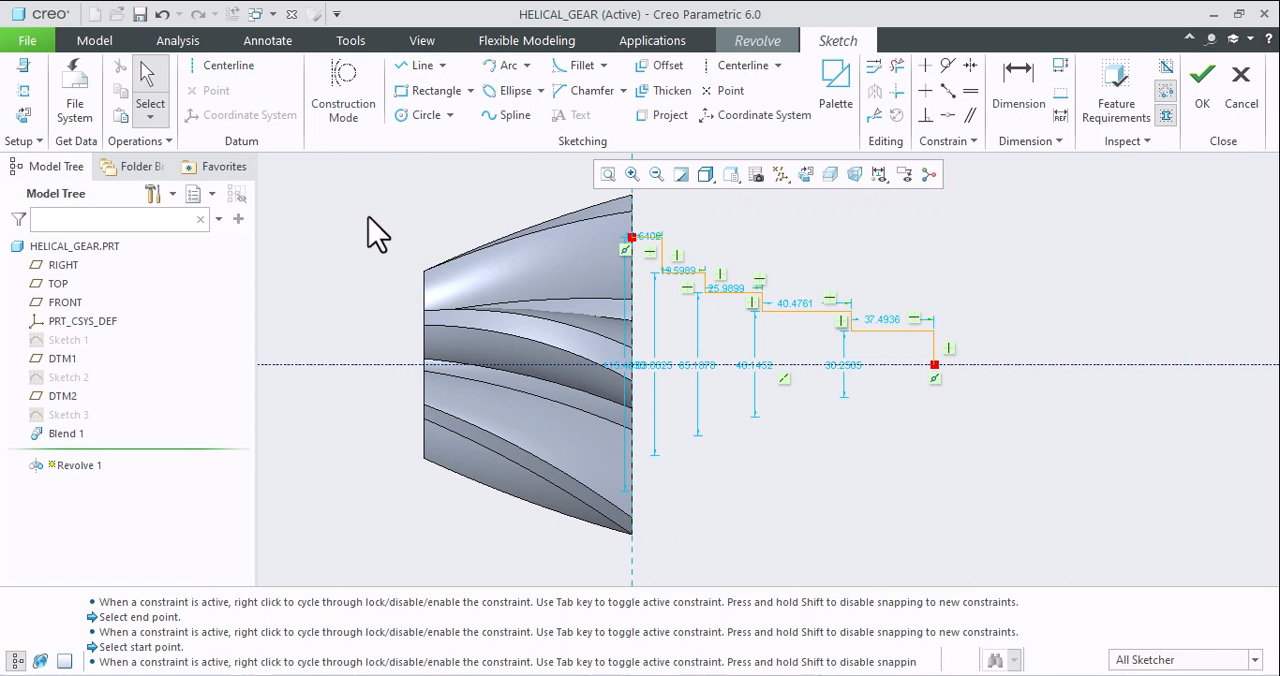 creo HELICAL_GEAR (Active) - Creo Parametric 6.0
File Model Analysis Annotate Tools View Flexible Modeling Applications Revolve Sketch
Centerline Line Arc Fillet Offset Centerline
Point Rectangle Ellipse Chamfer Thicken Point
Coordinate System Circle Spline Text Project Coordinate System
File System Select Construction Mode Palette Dimension REF Feature Requirements OK Cancel
Setup Get Data Operations Datum Sketching Editing Constrain Dimension Inspect Close
Model Tree Folder Br Favorites
Model Tree
HELICAL_GEAR.PRT
RIGHT
TOP
FRONT
PRT_CSYS_DEF
Sketch 1
DTM1
Sketch 2
DTM2
Sketch 3
Blend 1
Revolve 1
19.5989
25.9899
40.4761
37.4936
• When a constraint is active, right click to cycle through lock/disable/enable the constraint. Use Tab key to toggle active constraint. Press and hold Shift to disable snapping to new constraints.
Select end point.
• When a constraint is active, right click to cycle through lock/disable/enable the constraint. Use Tab key to toggle active constraint. Press and hold Shift to disable snapping to new constraints.
Select start point.
• When a constraint is active, right click to cycle through lock/disable/enable the constraint. Use Tab key to toggle active constraint. Press and hold Shift to disable snappin
All Sketcher